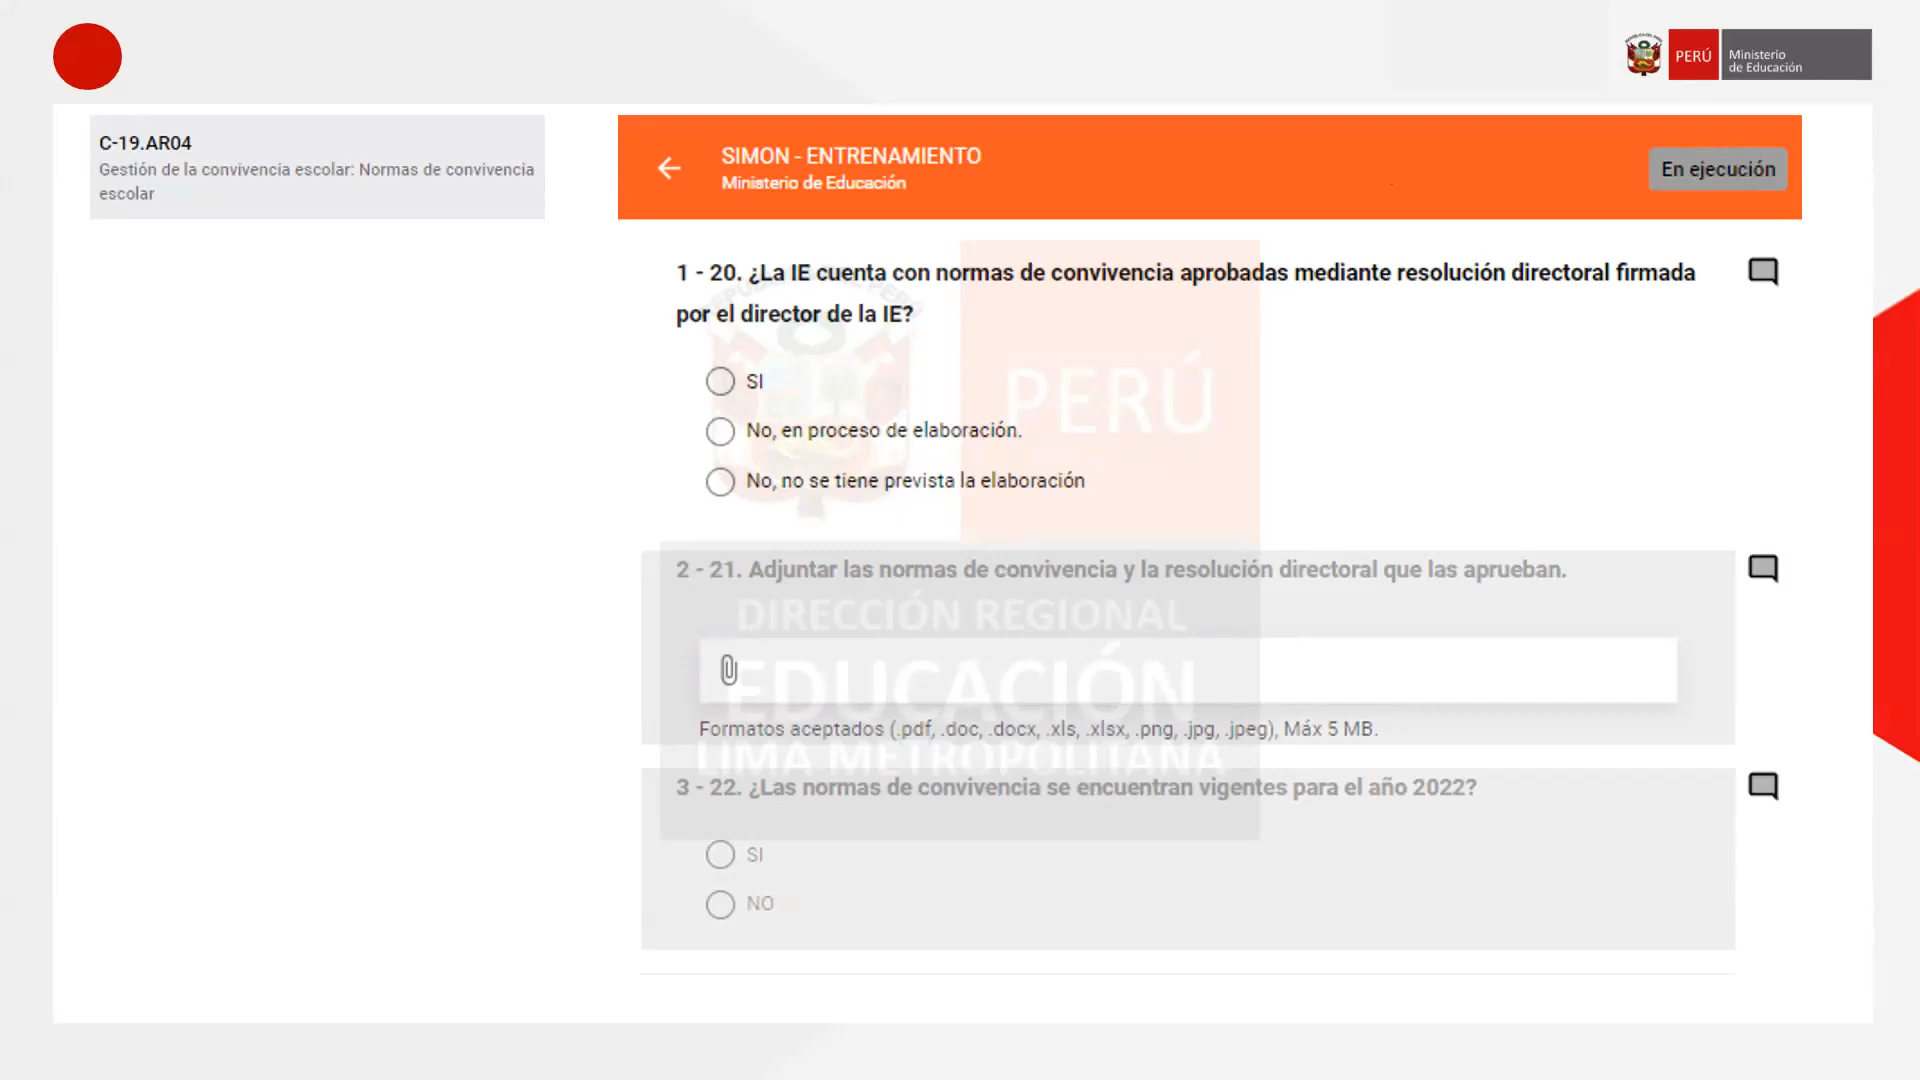 PERÚ
Ministerio
de Educación
C-19.AR04
Gestión de la convivencia escolar: Normas de convivencia
escolar
SIMON - ENTRENAMIENTO
Ministerio de Educación
En ejecución
1 - 20. ¿La IE cuenta con normas de convivencia aprobadas mediante resolución directoral firmada
por el director de la IE?
SI
No, en proceso de elaboración.
No, no se tiene prevista la elaboración
PERÚ
2 - 21. Adjuntar las normas de convivencia y la resolución directoral que las aprueban.
DIRECCIÓN REGIONAL
EDUCACIÓN
Formatos aceptados (.pdf, .doc, .docx, .xls, .xlsx, .png, .jpg, .jpeg), Máx 5 MB.
LIMA METROPOLITANA
3 - 22. ¿Las normas de convivencia se encuentran vigentes para el año 2022?
SI
NO